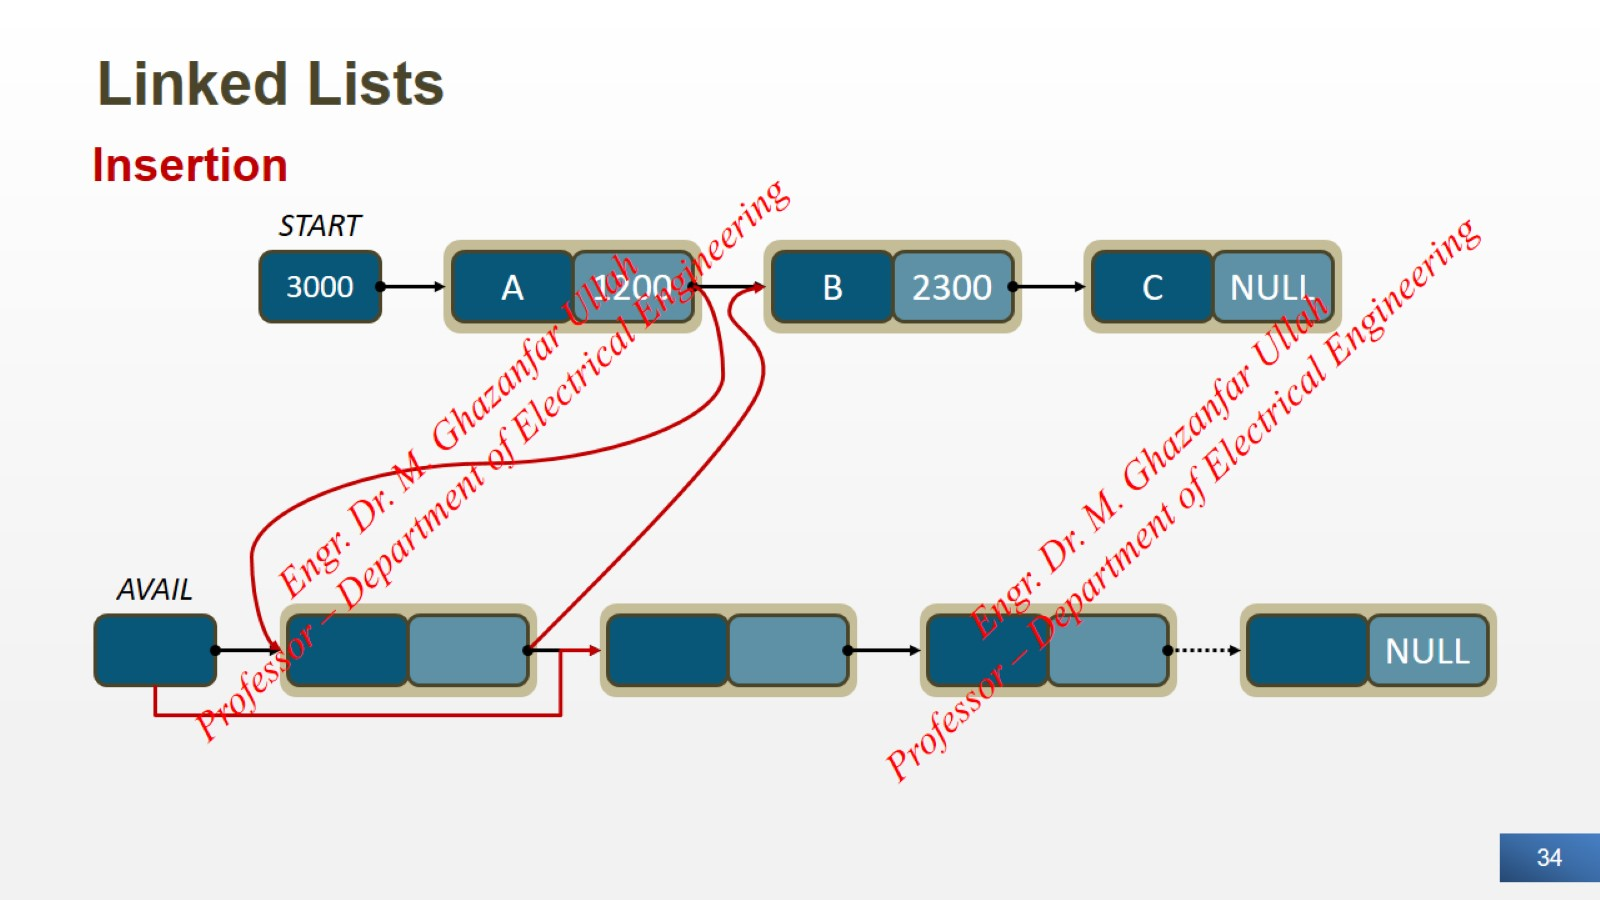 Linked Lists
Insertion
START
3000
A
1200
B
2300
C
NULL
Engr. Dr. M. Ghazanfar Ullah
Professor – Department of Electrical Engineering
Engr. Dr. M. Ghazanfar Ullah
Professor – Department of Electrical Engineering
AVAIL
NULL
34